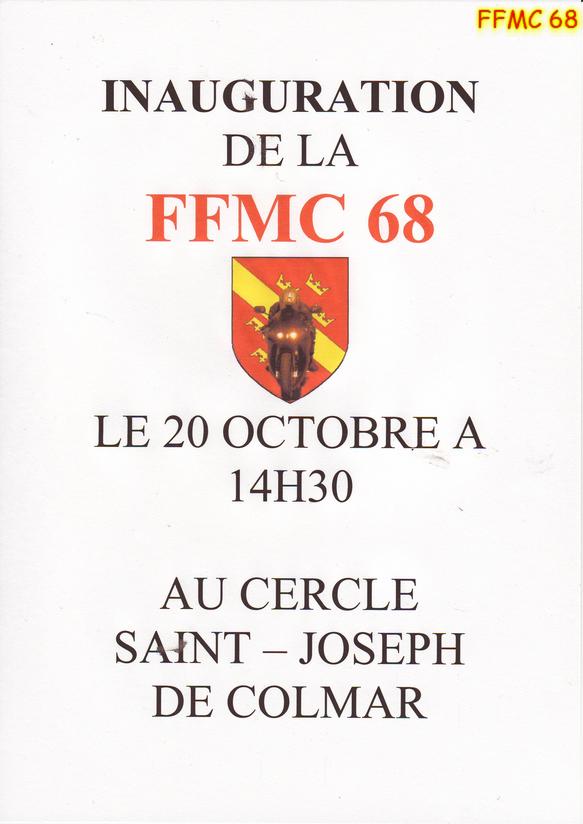 FFMC 68
INAUGURATION
DE LA
FFMC 68
LE 20 OCTOBRE A
14H30
AU CERCLE
SAINT – JOSEPH
DE COLMAR